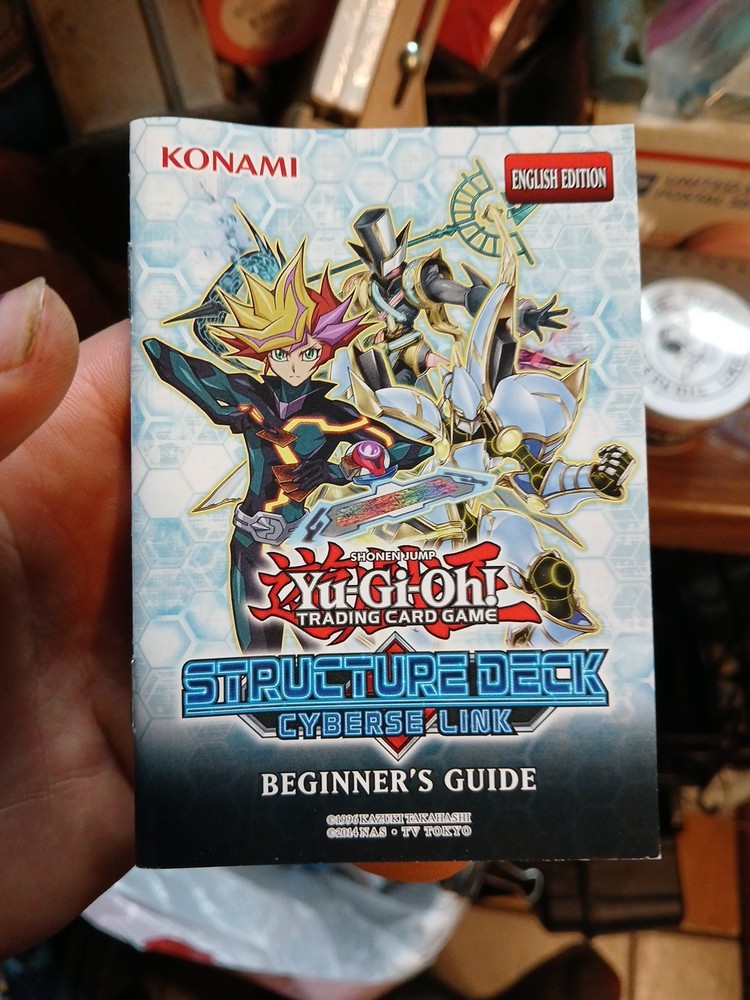 KONAMI
ENGLISH EDITION
SHONEN JUMP
Yu-Gi-Oh!
TRADING CARD GAME
STRUCTURE DECK
CYBERSE LINK
BEGINNER'S GUIDE
©1996 KAZUKI TAKAHASHI
©2014 NAS • TV TOKYO